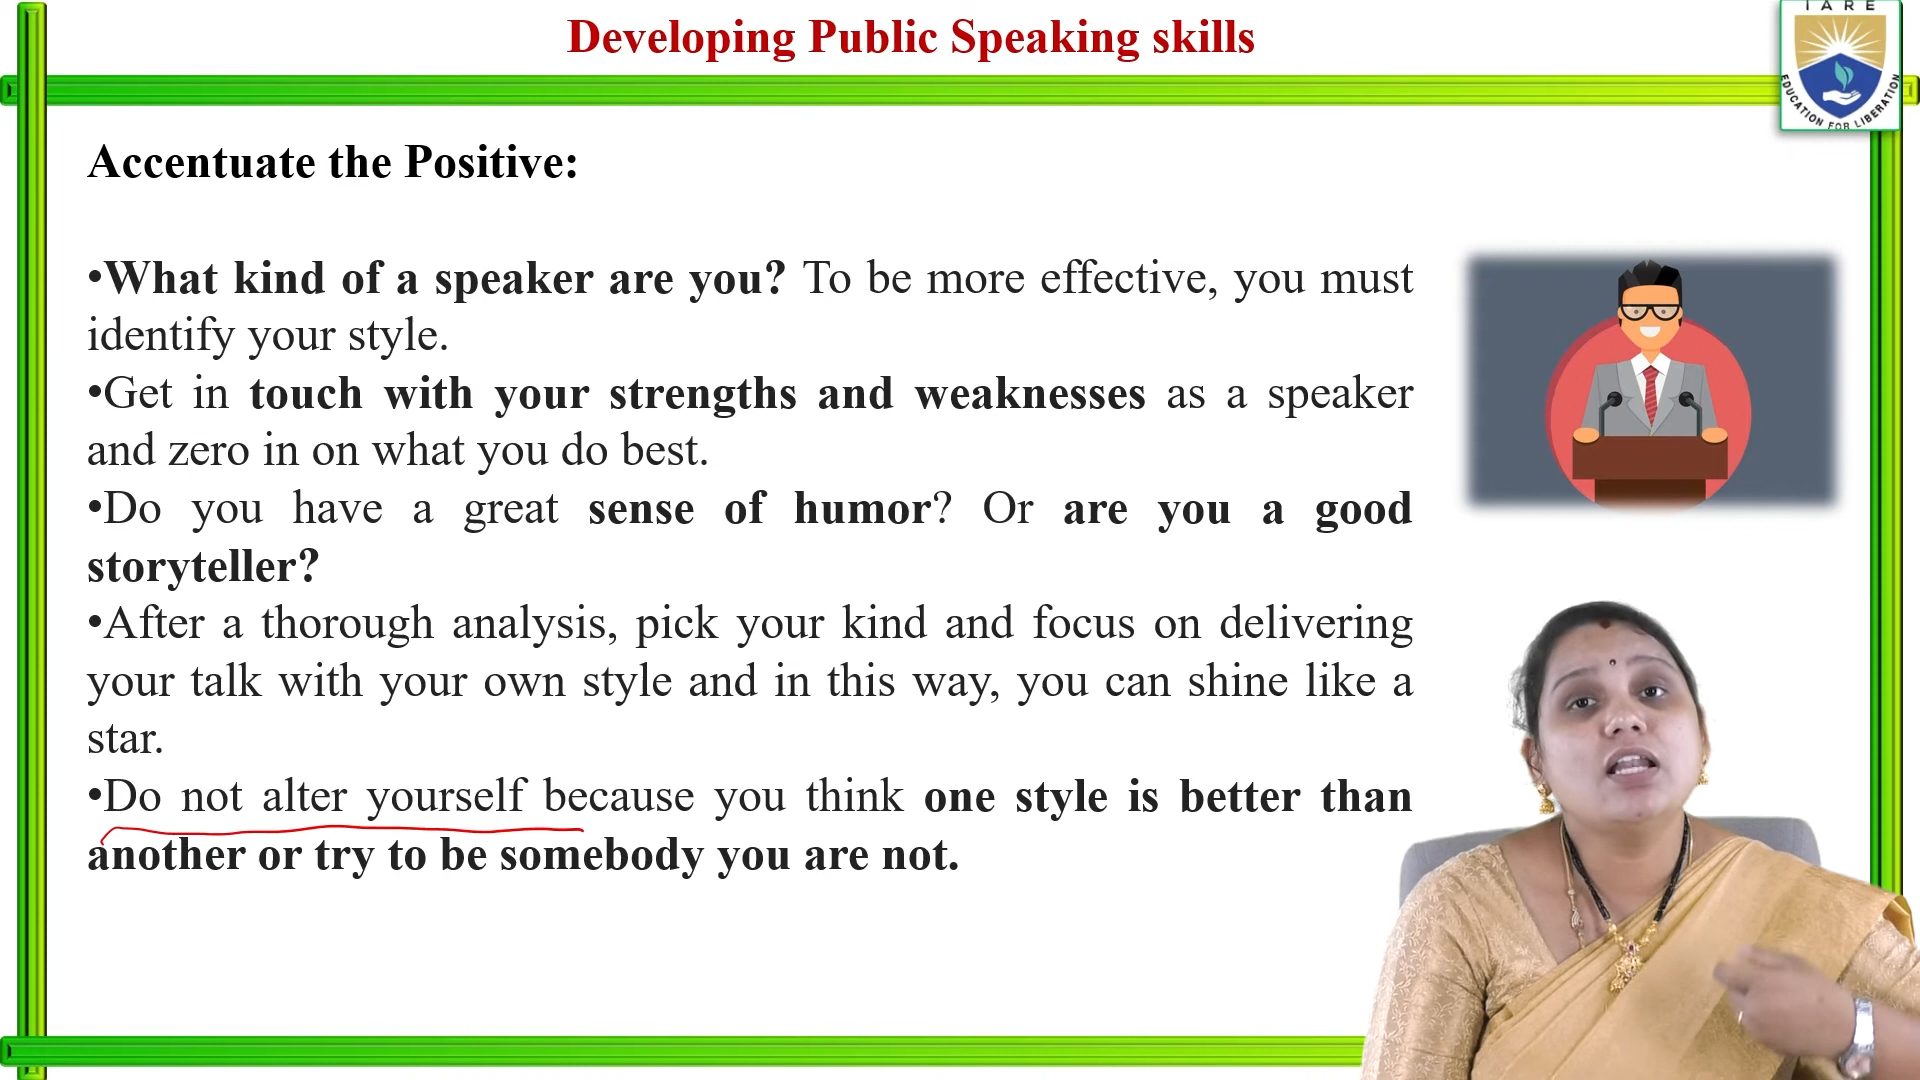 Developing Public Speaking skills
IARE
EDUCATION FOR LIBERATION
Accentuate the Positive:
•What kind of a speaker are you? To be more effective, you must
identify your style.
•Get in touch with your strengths and weaknesses as a speaker
and zero in on what you do best.
•Do you have a great sense of humor? Or are you a good
storyteller?
•After a thorough analysis, pick your kind and focus on delivering
your talk with your own style and in this way, you can shine like a
star.
•Do not alter yourself because you think one style is better than
another or try to be somebody you are not.